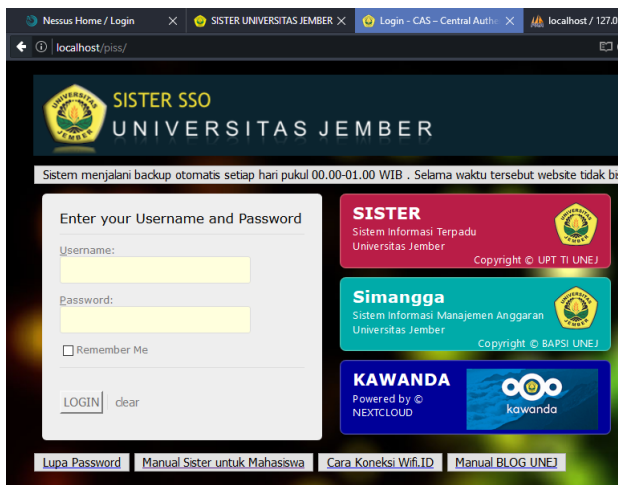 Nessus Home / Login
SISTER UNIVERSITAS JEMBER
Login - CAS – Central Authe
localhost / 127.0
localhost/piss/
UNIVERSITAS
JEMBER
SISTER SSO
UNIVERSITAS JEMBER
Sistem menjalani backup otomatis setiap hari pukul 00.00-01.00 WIB . Selama waktu tersebut website tidak bis
Enter your Username and Password
Username:
Password:
Remember Me
LOGIN
clear
SISTER
Sistem Informasi Terpadu
Universitas Jember
Copyright © UPT TI UNEJ
Simangga
Sistem Informasi Manajemen Anggaran
Universitas Jember
Copyright © BAPSI UNEJ
KAWANDA
Powered by ©
NEXTCLOUD
kawanda
Lupa Password
Manual Sister untuk Mahasiswa
Cara Koneksi Wifi.ID
Manual BLOG UNEJ